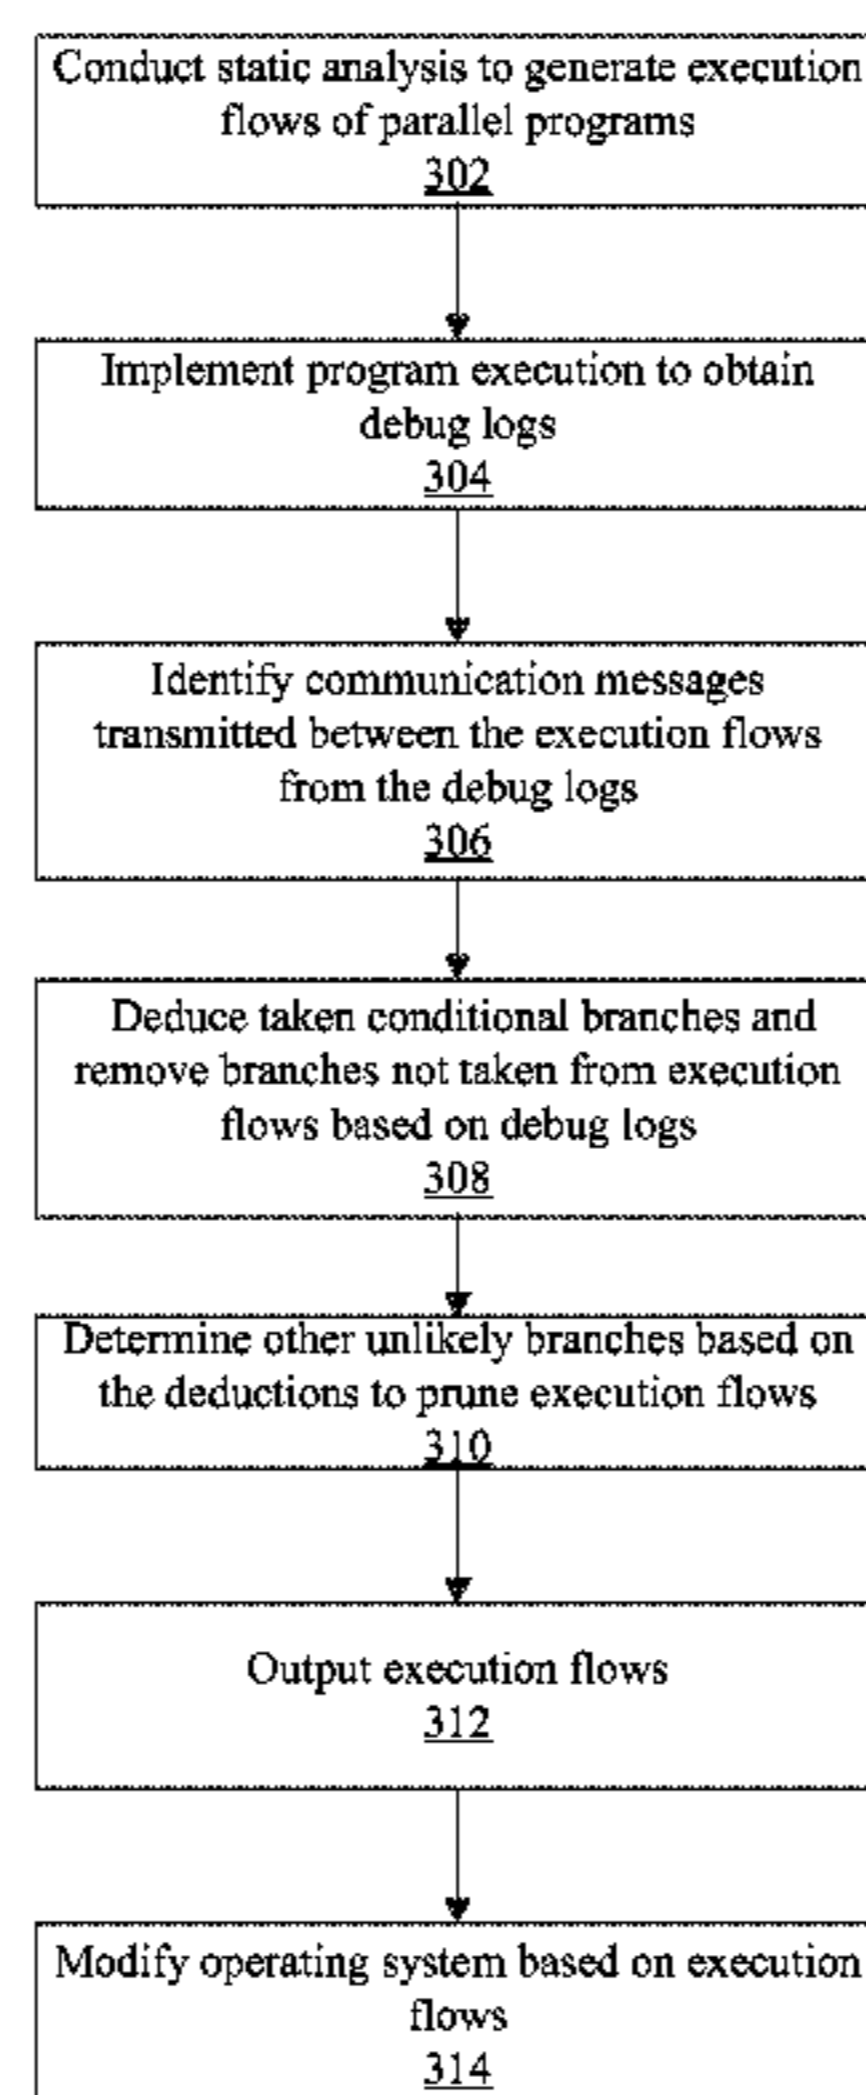 Conduct static analysis to generate execution
flows of parallel programs
302
Implement program execution to obtain
debug logs
304
Identify communication messages
transmitted between the execution flows
from the debug logs
306
Deduce taken conditional branches and
remove branches not taken from execution
flows based on debug logs
308
Determine other unlikely branches based on
the deductions to prune execution flows
310
Output execution flows
312
Modify operating system based on execution
flows
314